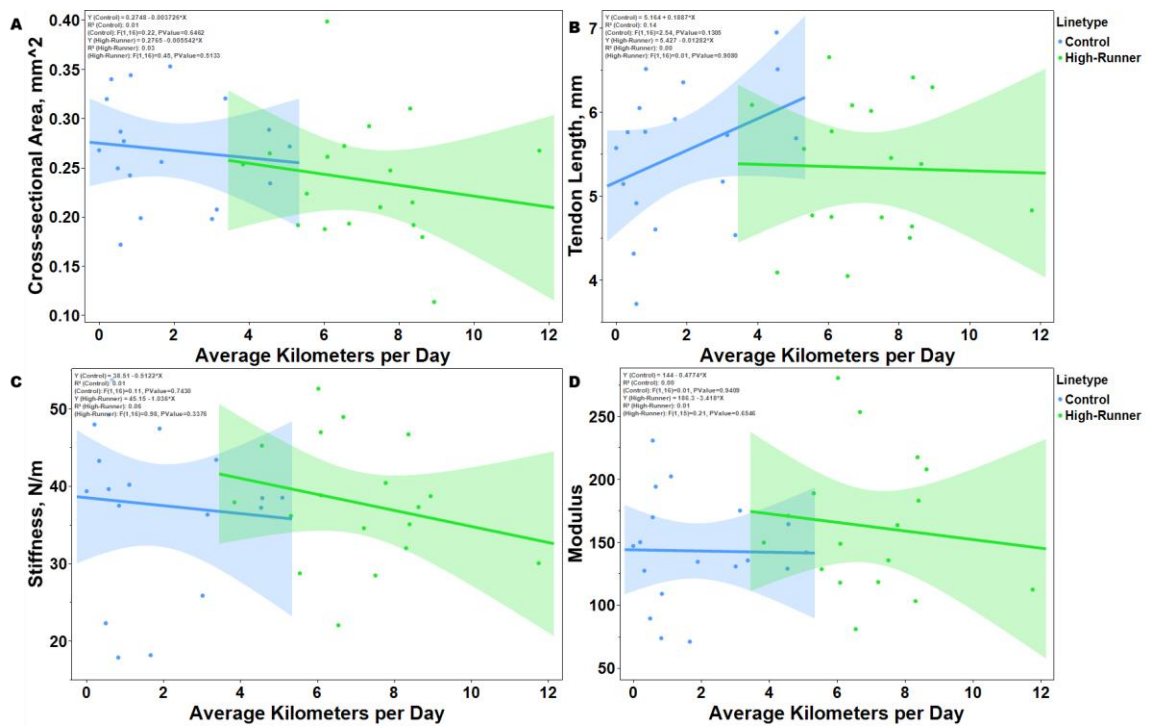 A
Y (Control) = 0.2748 - 0.003726*X
R² (Control): 0.01
(Control): F(1,16)=0.22, PValue=0.6462
Y (High-Runner) = 0.2765 - 0.005542*X
R² (High-Runner): 0.03
(High-Runner): F(1,16)=0.45, PValue=0.5133
0.40
0.35
0.30
0.25
0.20
0.15
0.10
Cross-sectional Area, mm^2
0 2 4 6 8 10 12
Average Kilometers per Day
B
Y (Control) = 5.164 + 0.1887*X
R² (Control): 0.14
(Control): F(1,16)=2.54, PValue=0.1305
Y (High-Runner) = 5.427 - 0.01282*X
R² (High-Runner): 0.00
(High-Runner): F(1,16)=0.01, PValue=0.9080
7
6
5
4
Tendon Length, mm
0 2 4 6 8 10 12
Average Kilometers per Day
Linetype
Control
High-Runner
C
Y (Control) = 38.51 - 0.5122*X
R² (Control): 0.01
(Control): F(1,16)=0.11, PValue=0.7430
Y (High-Runner) = 45.15 - 1.036*X
R² (High-Runner): 0.06
(High-Runner): F(1,16)=0.98, PValue=0.3376
50
40
30
20
Stiffness, N/m
0 2 4 6 8 10 12
Average Kilometers per Day
D
Y (Control) = 144 - 0.4774*X
R² (Control): 0.00
(Control): F(1,16)=0.01, PValue=0.9409
Y (High-Runner) = 186.3 - 3.418*X
R² (High-Runner): 0.01
(High-Runner): F(1,15)=0.21, PValue=0.6546
250
200
150
100
50
Modulus
0 2 4 6 8 10 12
Average Kilometers per Day
Linetype
Control
High-Runner